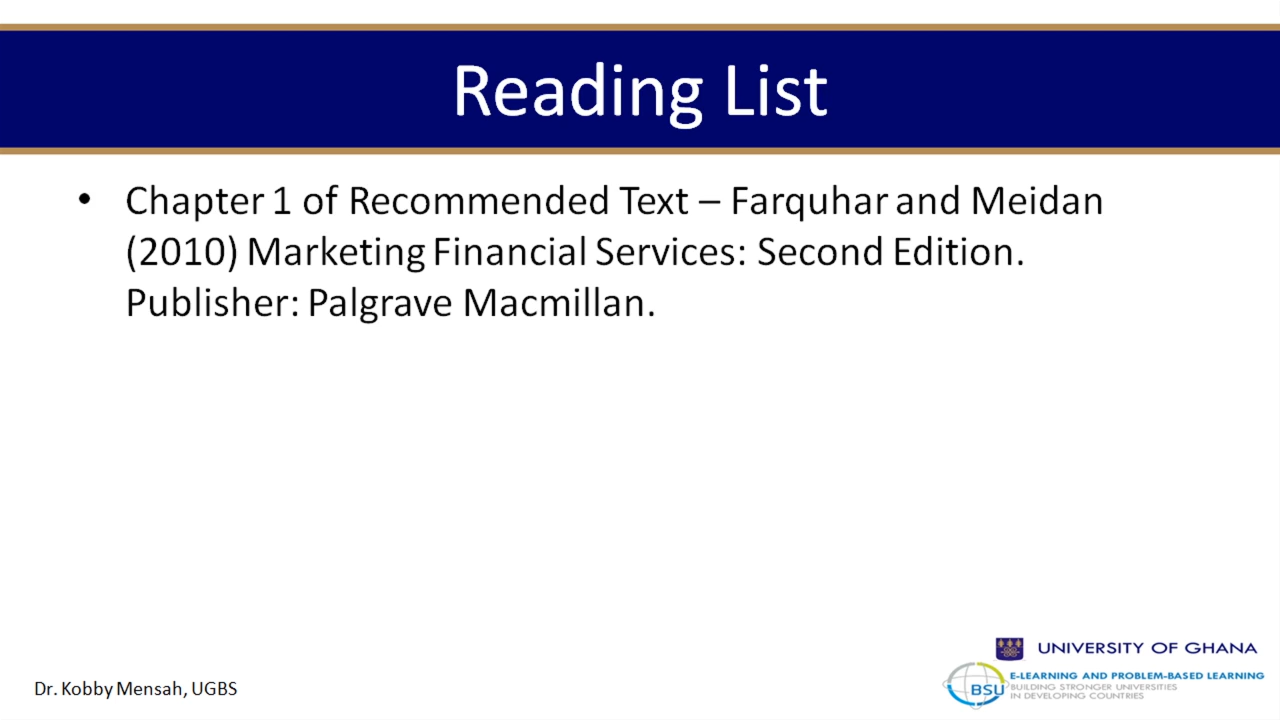 Reading List
• Chapter 1 of Recommended Text – Farquhar and Meidan
(2010) Marketing Financial Services: Second Edition.
Publisher: Palgrave Macmillan.
UNIVERSITY OF GHANA
BSU
E-LEARNING AND PROBLEM-BASED LEARNING
BUILDING STRONGER UNIVERSITIES
IN DEVELOPING COUNTRIES
Dr. Kobby Mensah, UGBS